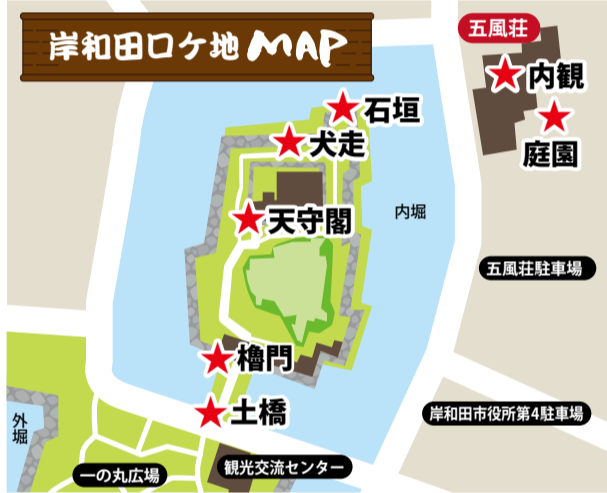 岸和田ロケ地MAP
五風荘
内観
庭園
石垣
犬走
天守閣
内堀
五風荘駐車場
櫓門
土橋
岸和田市役所第4駐車場
外堀
一の丸広場
観光交流センター